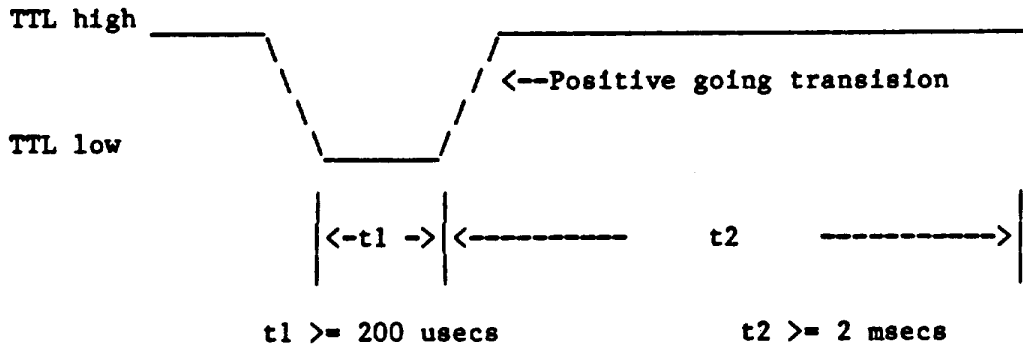 TTL high
<--Positive going transision
TTL low
<-t1 -> <--------- t2 --------->
t1 >= 200 usecs t2 >= 2 msecs